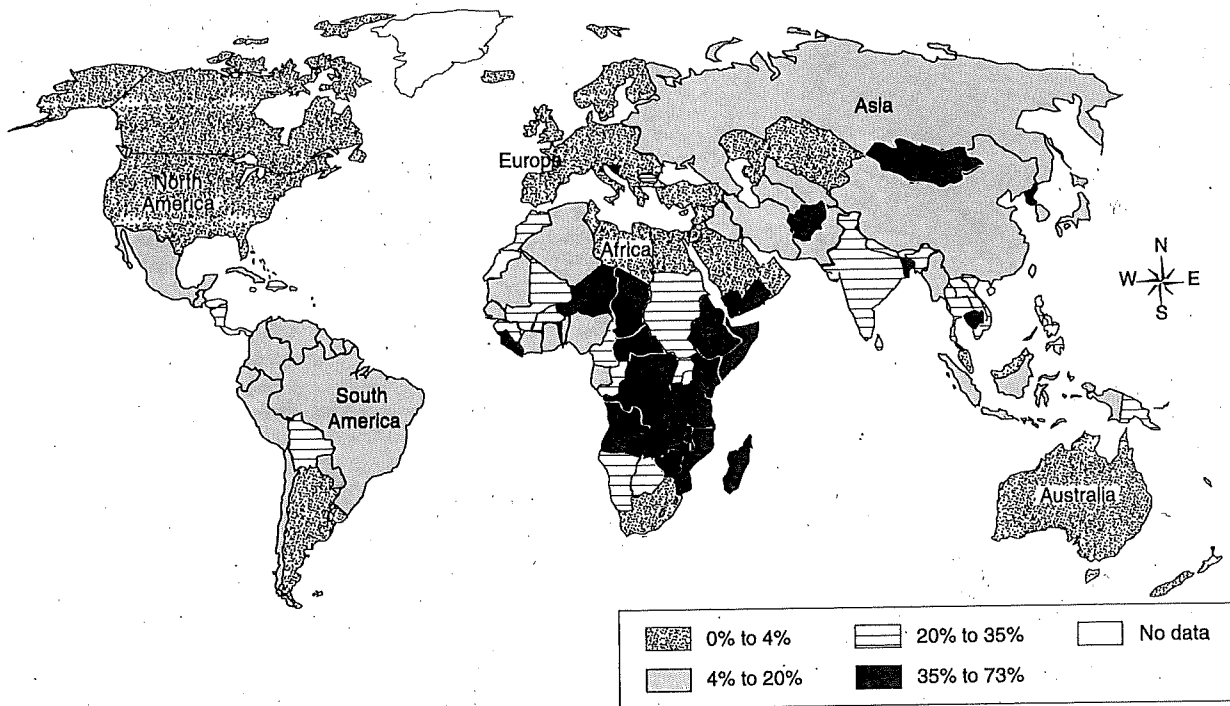 Asia
Europe
North
America
Africa
N
W E
S
South
America
Australia
0% to 4%
20% to 35%
No data
4% to 20%
35% to 73%